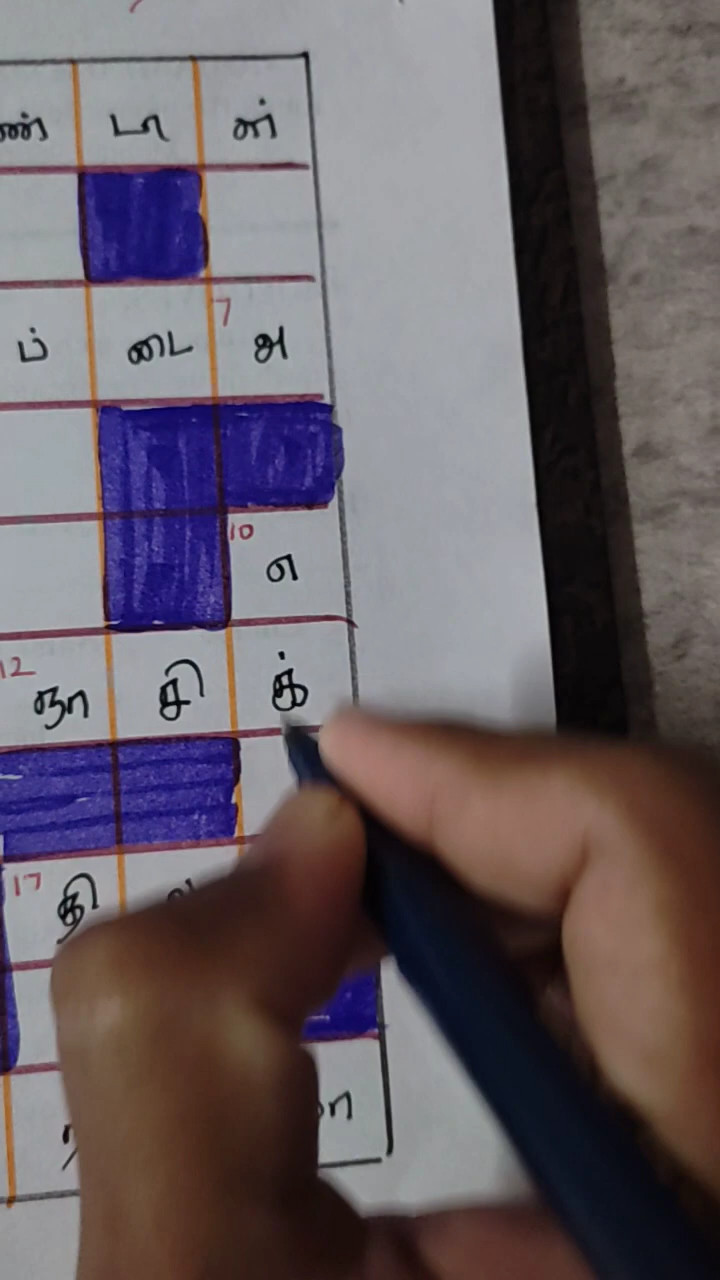 ண் டா ள்
7
ப் டை அ
10
எ
12
நா சி க்
17
தி